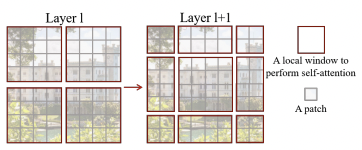 Layer l
Layer l+1
A local window to
perform self-attention
A patch